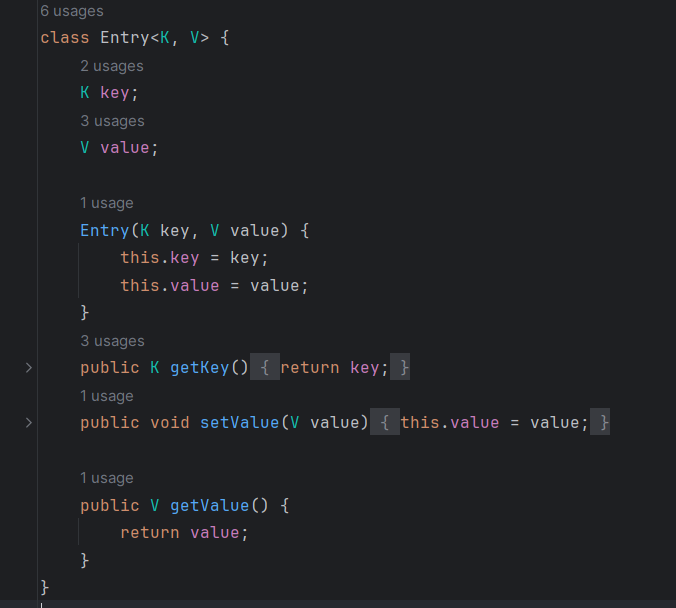 6 usages
class Entry<K, V> {
2 usages
K key;
3 usages
V value;
1 usage
Entry(K key, V value) {
this.key = key;
this.value = value;
}
3 usages
public K getKey() { return key; }
1 usage
public void setValue(V value) { this.value = value; }
1 usage
public V getValue() {
return value;
}
}